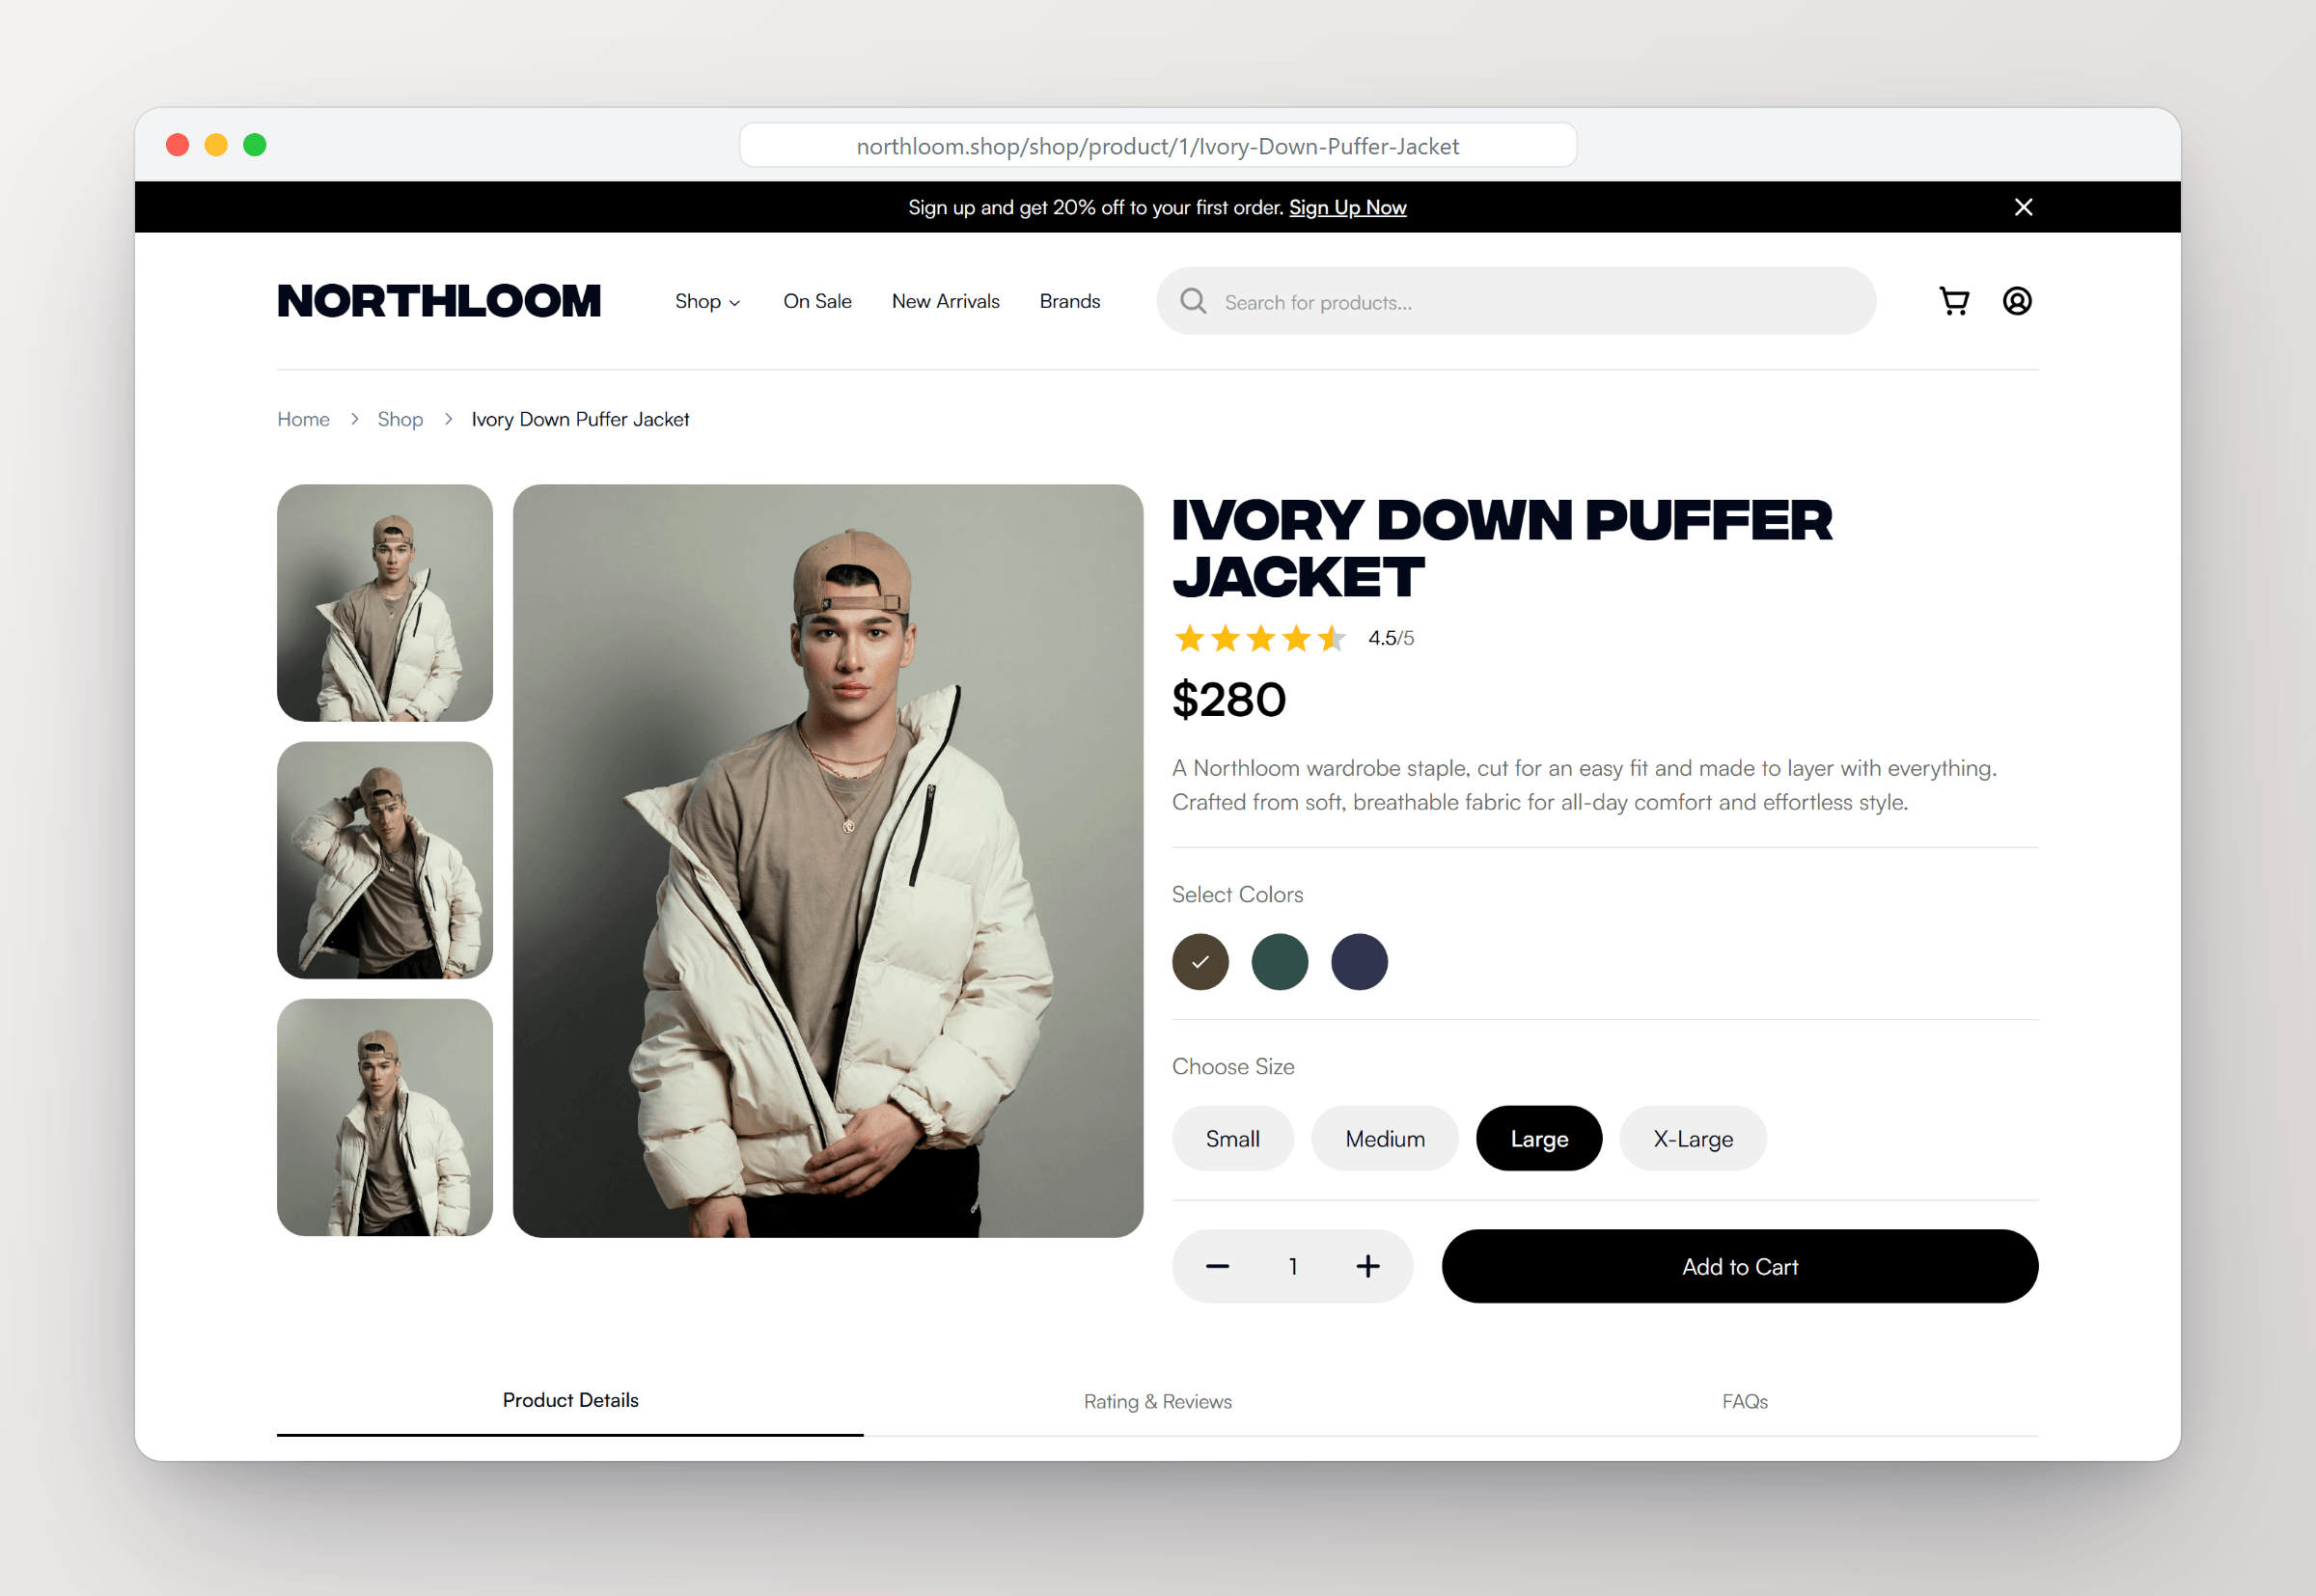 northloom.shop/shop/product/1/Ivory-Down-Puffer-Jacket
Sign up and get 20% off to your first order. Sign Up Now
NORTHLOOM
Shop
On Sale
New Arrivals
Brands
Search for products...
Home
Shop
Ivory Down Puffer Jacket
IVORY DOWN PUFFER
JACKET
4.5/5
$280
A Northloom wardrobe staple, cut for an easy fit and made to layer with everything.
Crafted from soft, breathable fabric for all-day comfort and effortless style.
Select Colors
Choose Size
Small
Medium
Large
X-Large
1
Add to Cart
Product Details
Rating & Reviews
FAQs